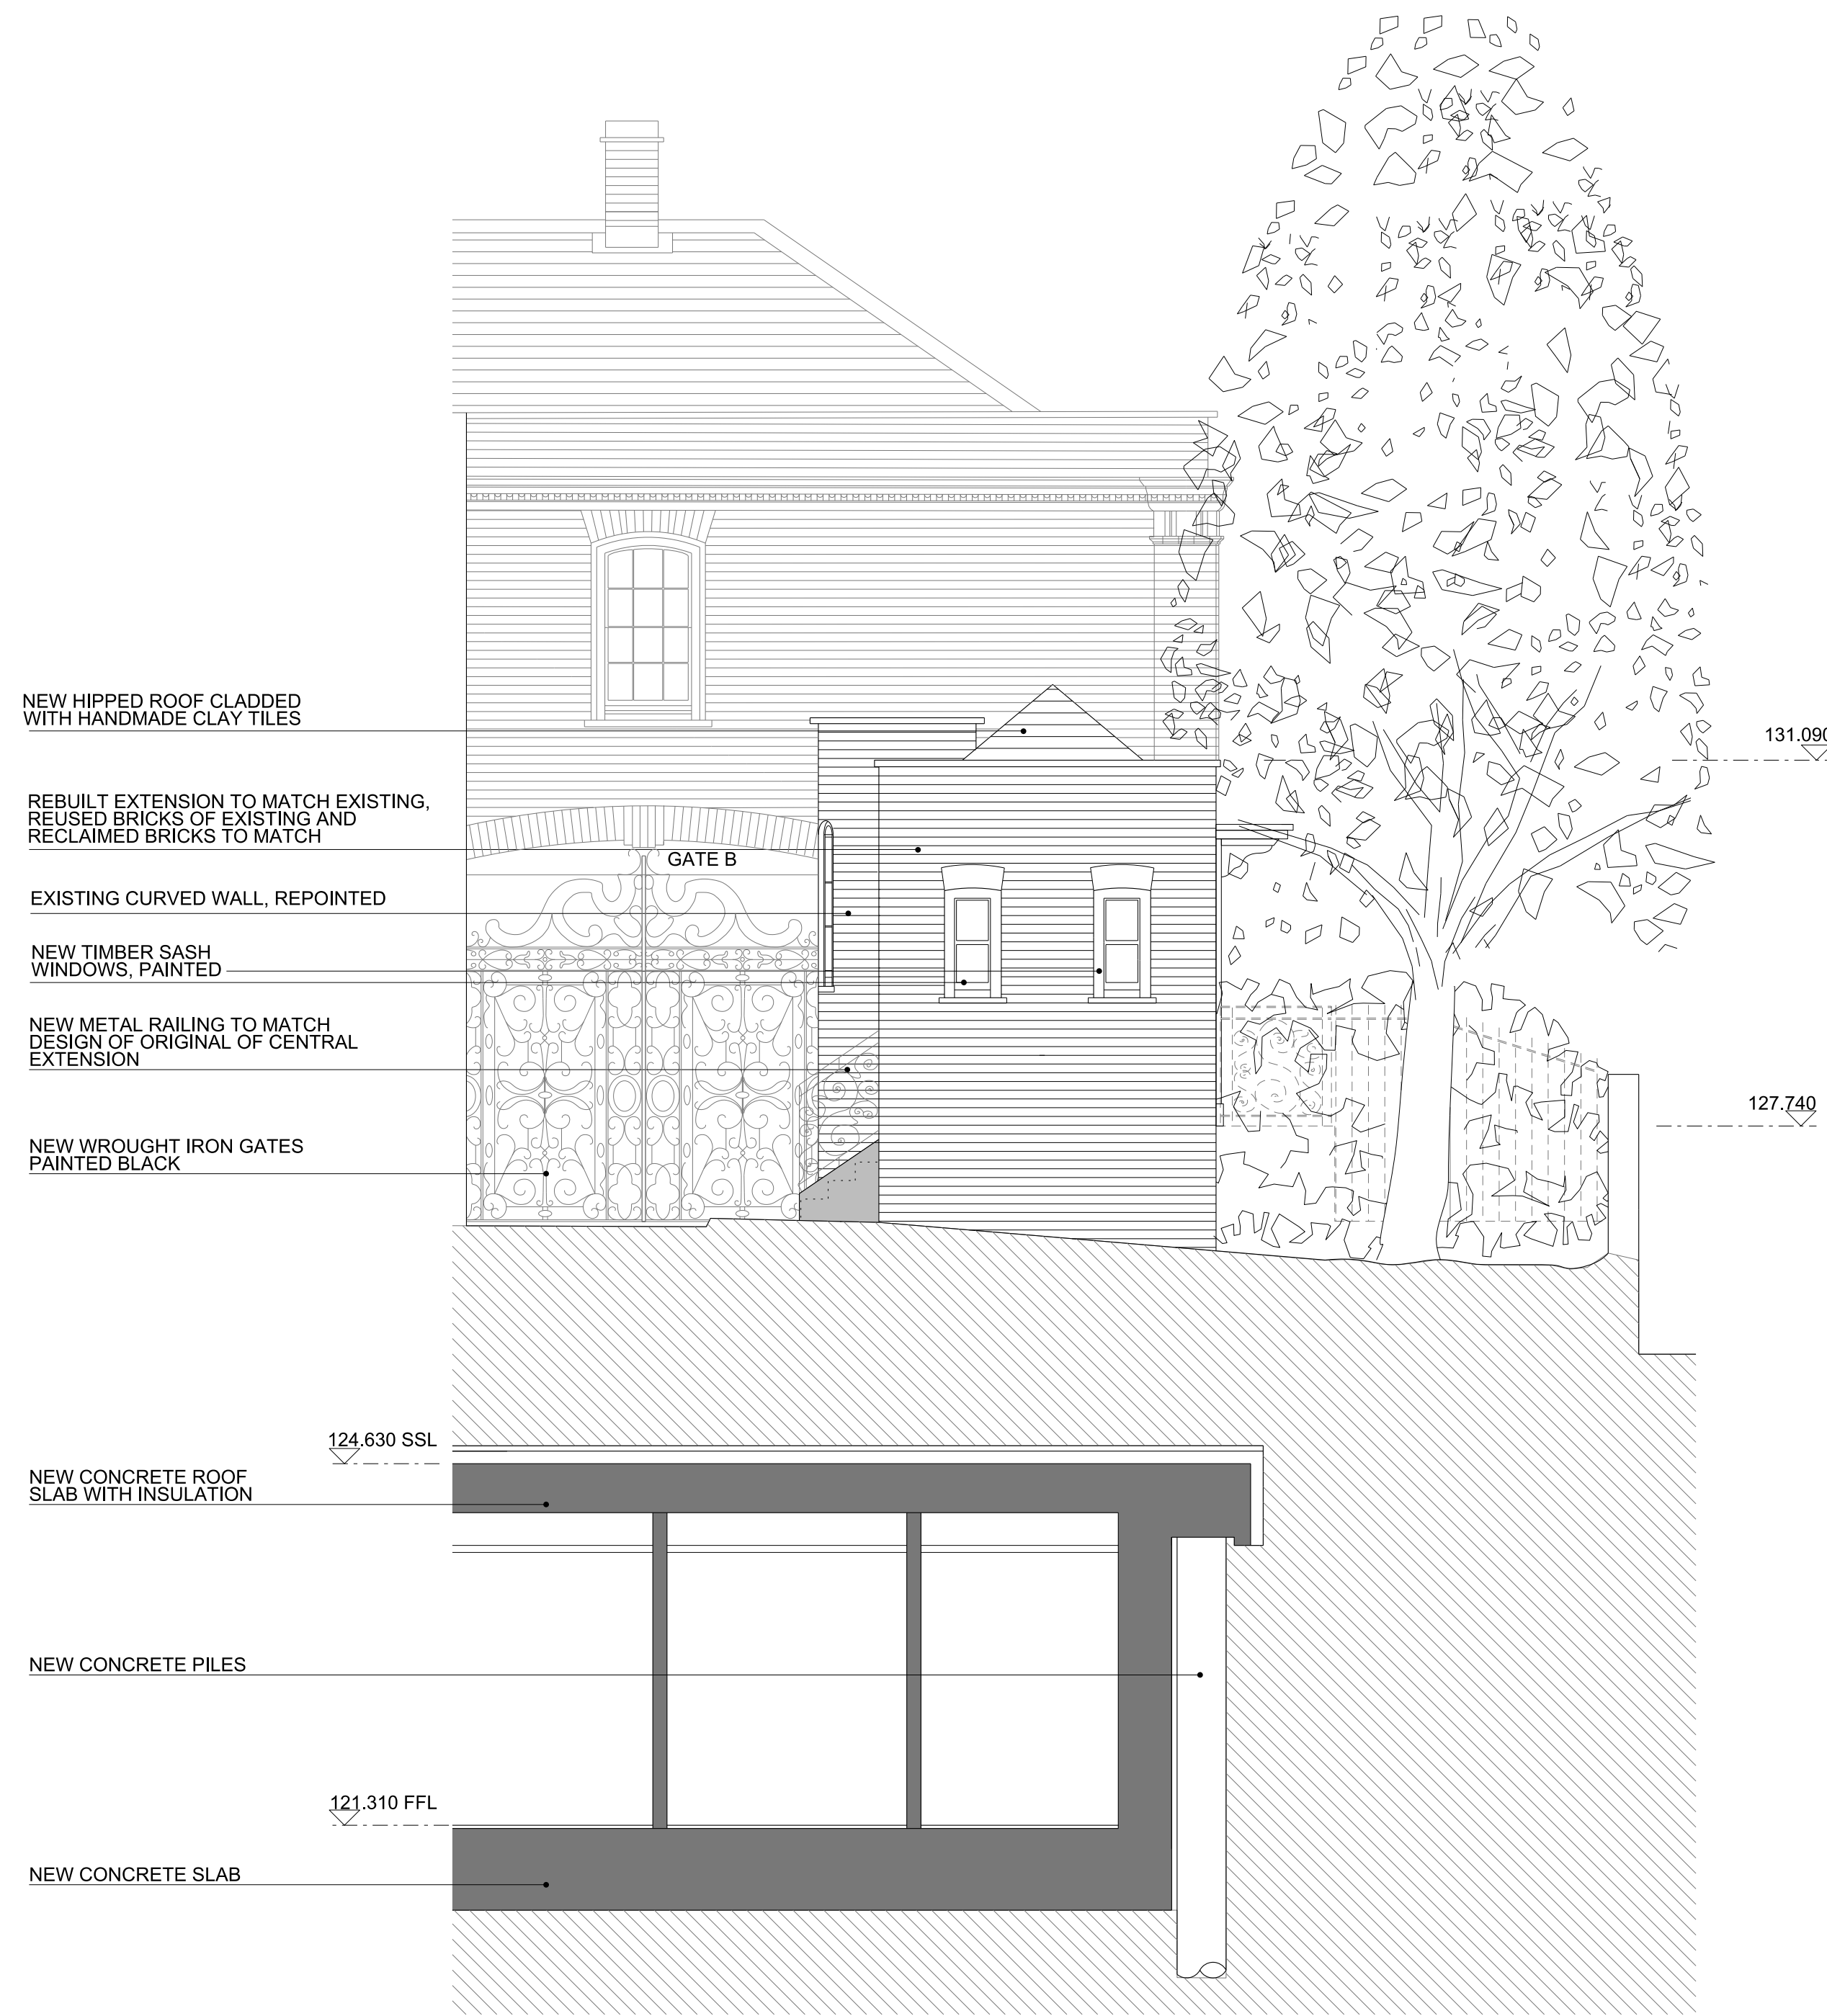 NEW HIPPED ROOF CLADDED
WITH HANDMADE CLAY TILES
131.090
REBUILT EXTENSION TO MATCH EXISTING,
REUSED BRICKS OF EXISTING AND
RECLAIMED BRICKS TO MATCH
GATE B
EXISTING CURVED WALL, REPOINTED
NEW TIMBER SASH
WINDOWS, PAINTED
NEW METAL RAILING TO MATCH
DESIGN OF ORIGINAL OF CENTRAL
EXTENSION
127.740
NEW WROUGHT IRON GATES
PAINTED BLACK
124.630 SSL
NEW CONCRETE ROOF
SLAB WITH INSULATION
NEW CONCRETE PILES
121.310 FFL
NEW CONCRETE SLAB